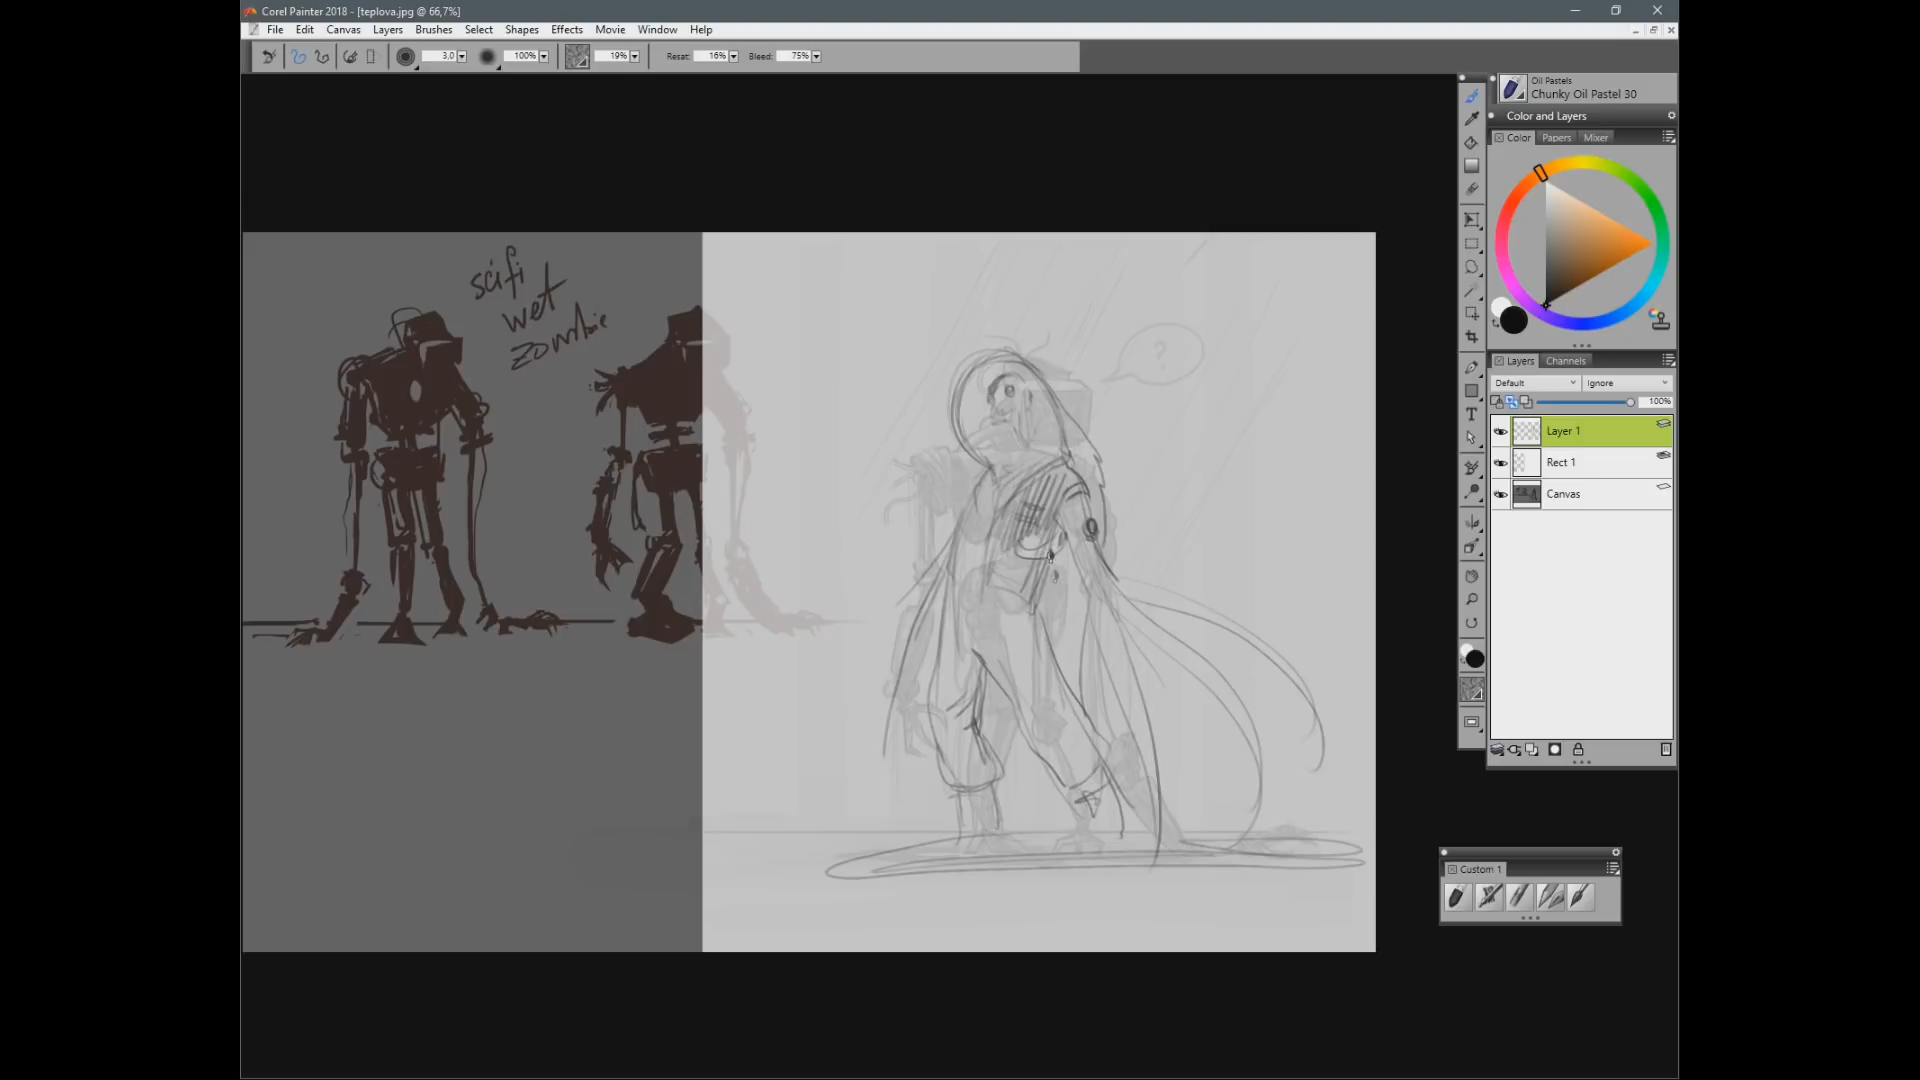 Corel Painter 2018 - [teplova.jpg @ 66,7%]
File Edit Canvas Layers Brushes Select Shapes Effects Movie Window Help
3,0 100% 19% Resat: 16% Bleed: 75%
Oil Pastels
Chunky Oil Pastel 30
Color and Layers
Color Papers Mixer
scifi
wet
zombie
?
Layers Channels
Default Ignore
100%
Layer 1
Rect 1
Canvas
T
Custom 1